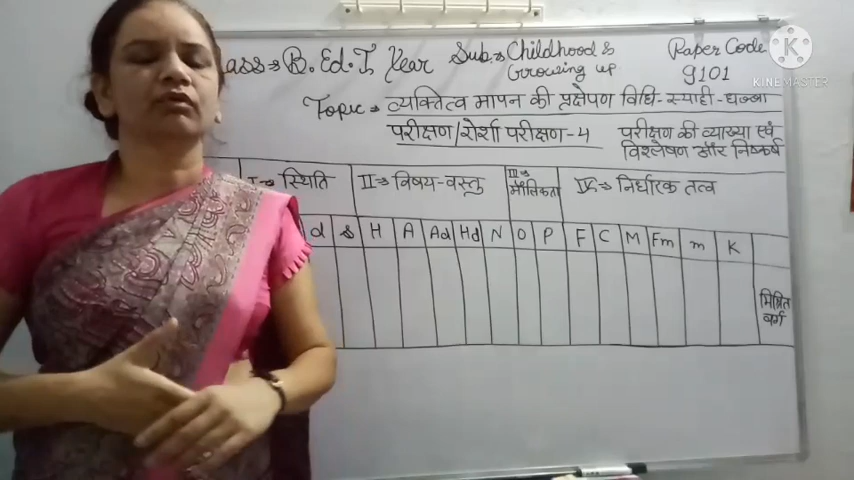 ass → B. Ed. I Year Sub. → Childhood & Growing up. Paper Code 9101
Topic → व्यक्तित्व मापन की प्रक्षेपण विधि - स्याही - धब्बा
परीक्षण / रोर्शा परीक्षण - 4 परीक्षण की व्याख्या एवं
विश्लेषण और निष्कर्ष
I → स्थिति II → विषय - वस्तु III → मौलिकता IV → निर्धारक तत्व
d s H A Ad Hd N O P F C M Fm m K
मिश्रित
वर्ग
KINEMASTER